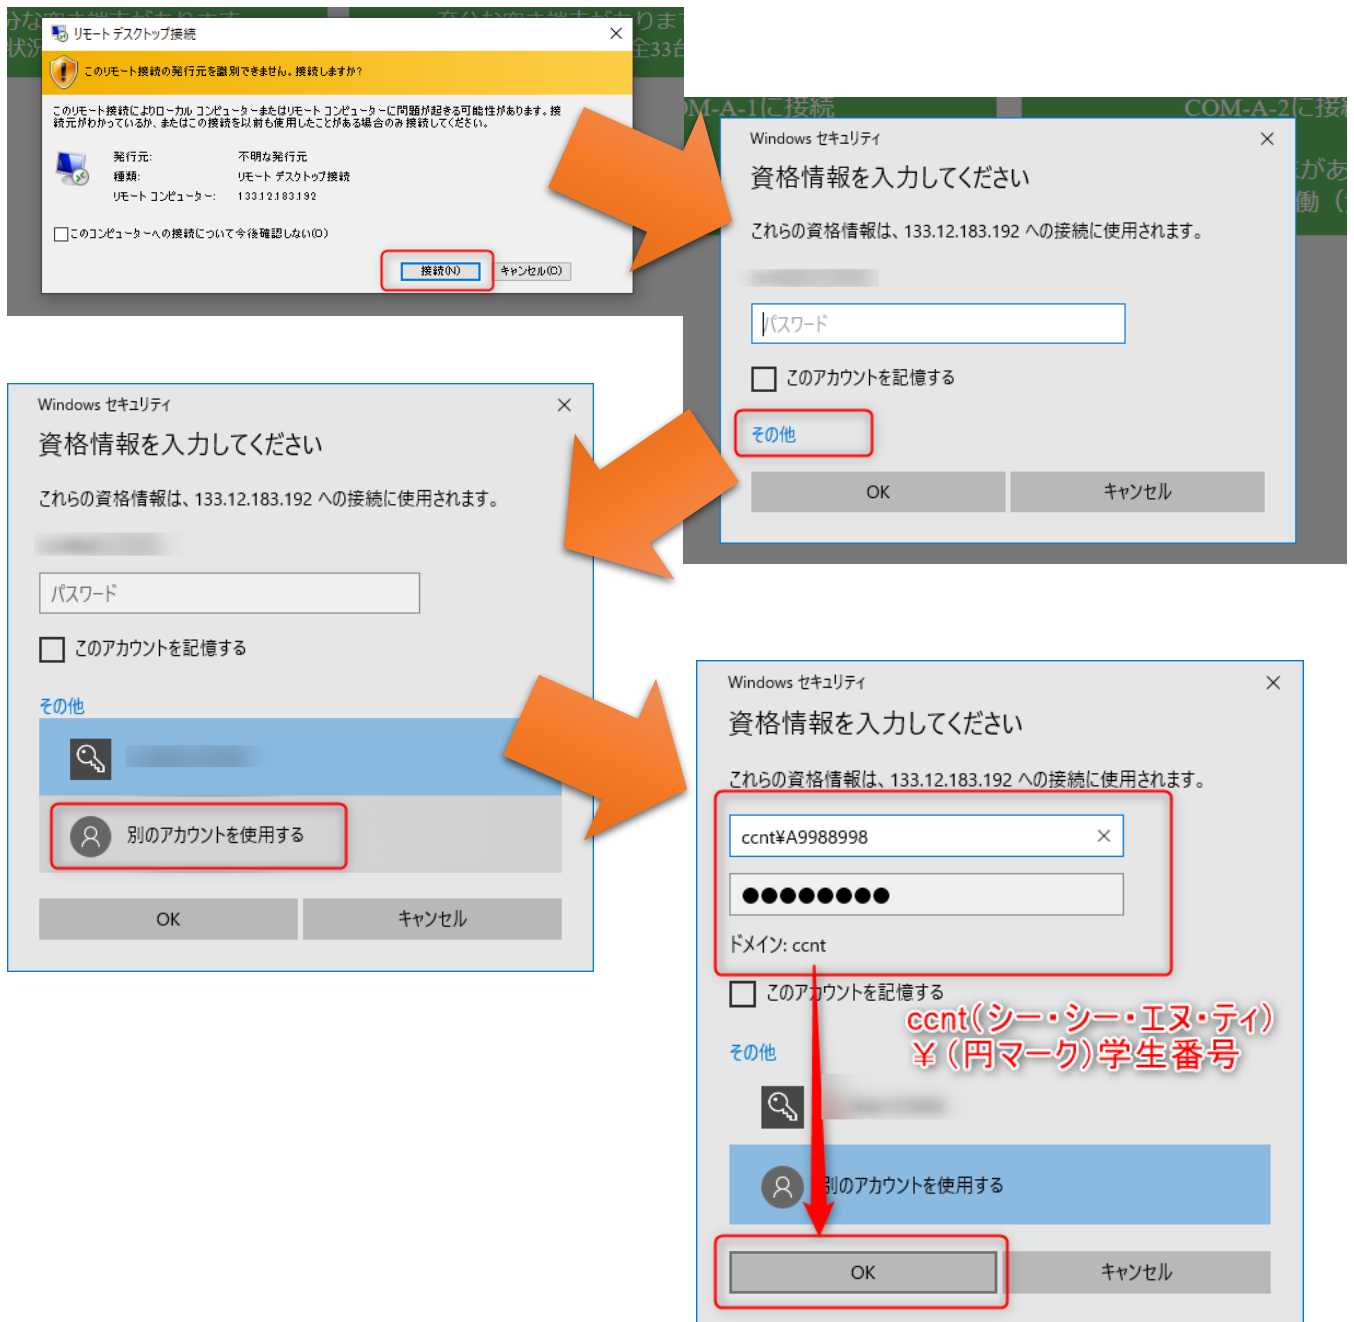 リモート デスクトップ接続
このリモート接続の発行元を識別できません。接続しますか?
このリモート接続によりローカル コンピューターまたはリモート コンピューターに問題が起きる可能性があります。接
続元がわかっているか、またはこの接続を以前も使用したことがある場合のみ接続してください。
発行元: 不明な発行元
種類: リモート デスクトップ接続
リモート コンピューター: 133.12.183.192
このコンピューターへの接続について今後確認しない(O)
接続(N) キャンセル(C)
COM-A-2に接続
Windows セキュリティ
資格情報を入力してください
これらの資格情報は、133.12.183.192 への接続に使用されます。
パスワード
このアカウントを記憶する
その他
OK キャンセル
Windows セキュリティ
資格情報を入力してください
これらの資格情報は、133.12.183.192 への接続に使用されます。
パスワード
このアカウントを記憶する
その他
別のアカウントを使用する
OK キャンセル
Windows セキュリティ
資格情報を入力してください
これらの資格情報は、133.12.183.192 への接続に使用されます。
ccnt¥A9988998
●●●●●●●●
ドメイン: ccnt
このアカウントを記憶する
ccnt(シー・シー・エヌ・ティ)
¥(円マーク)学生番号
その他
別のアカウントを使用する
OK キャンセル